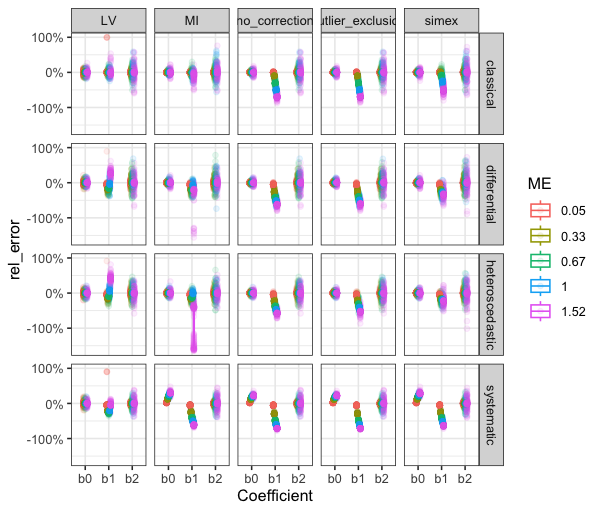 LV MI no_correction utlier_exclusio simex
100%
0%
-100%
classical
100%
0%
-100%
differential
100%
0%
-100%
heteroscedastic
100%
0%
-100%
systematic
rel_error
b0 b1 b2 b0 b1 b2 b0 b1 b2 b0 b1 b2 b0 b1 b2
Coefficient
ME
0.05
0.33
0.67
1
1.52